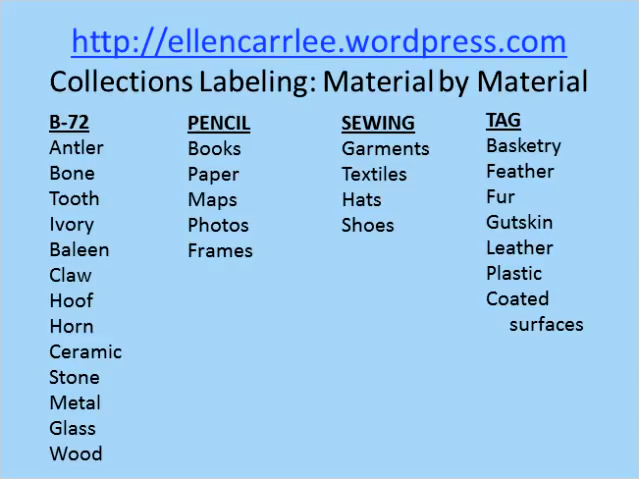 http://ellencarrlee.wordpress.com
Collections Labeling: Material by Material
B-72
Antler
Bone
Tooth
Ivory
Baleen
Claw
Hoof
Horn
Ceramic
Stone
Metal
Glass
Wood
PENCIL
Books
Paper
Maps
Photos
Frames
SEWING
Garments
Textiles
Hats
Shoes
TAG
Basketry
Feather
Fur
Gutskin
Leather
Plastic
Coated
surfaces